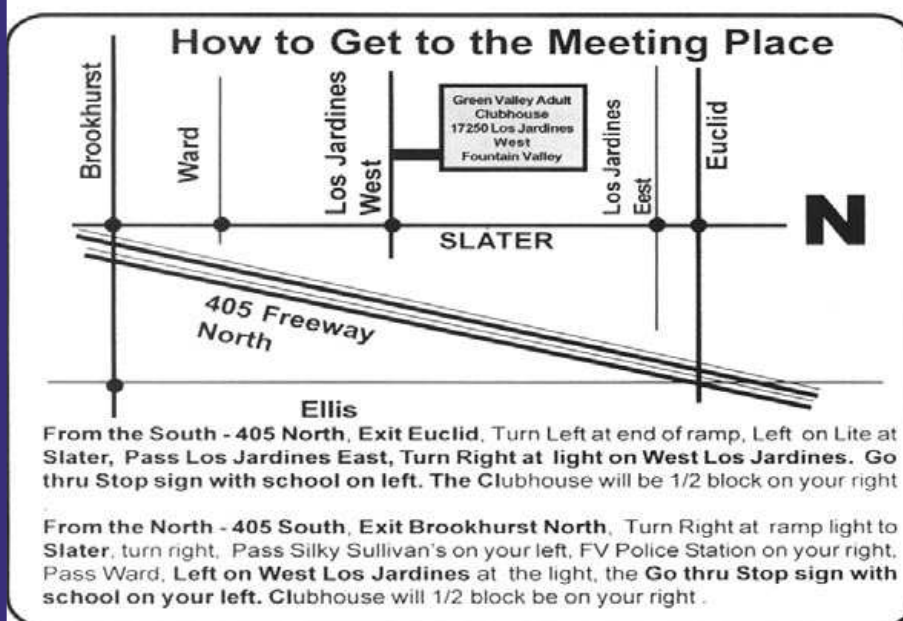 How to Get to the Meeting Place
Brookhurst
Ward
Los Jardines
West
Green Valley Adult
Clubhouse
17250 Los Jardines
West
Fountain Valley
Los Jardines
Eest
Euclid
N
SLATER
405 Freeway
North
Ellis
From the South - 405 North, Exit Euclid, Turn Left at end of ramp, Left on Lite at
Slater, Pass Los Jardines East, Turn Right at light on West Los Jardines. Go
thru Stop sign with school on left. The Clubhouse will be 1/2 block on your right
.
From the North - 405 South, Exit Brookhurst North, Turn Right at ramp light to
Slater, turn right, Pass Silky Sullivan's on your left, FV Police Station on your right,
Pass Ward, Left on West Los Jardines at the light, the Go thru Stop sign with
school on your left. Clubhouse will 1/2 block be on your right .